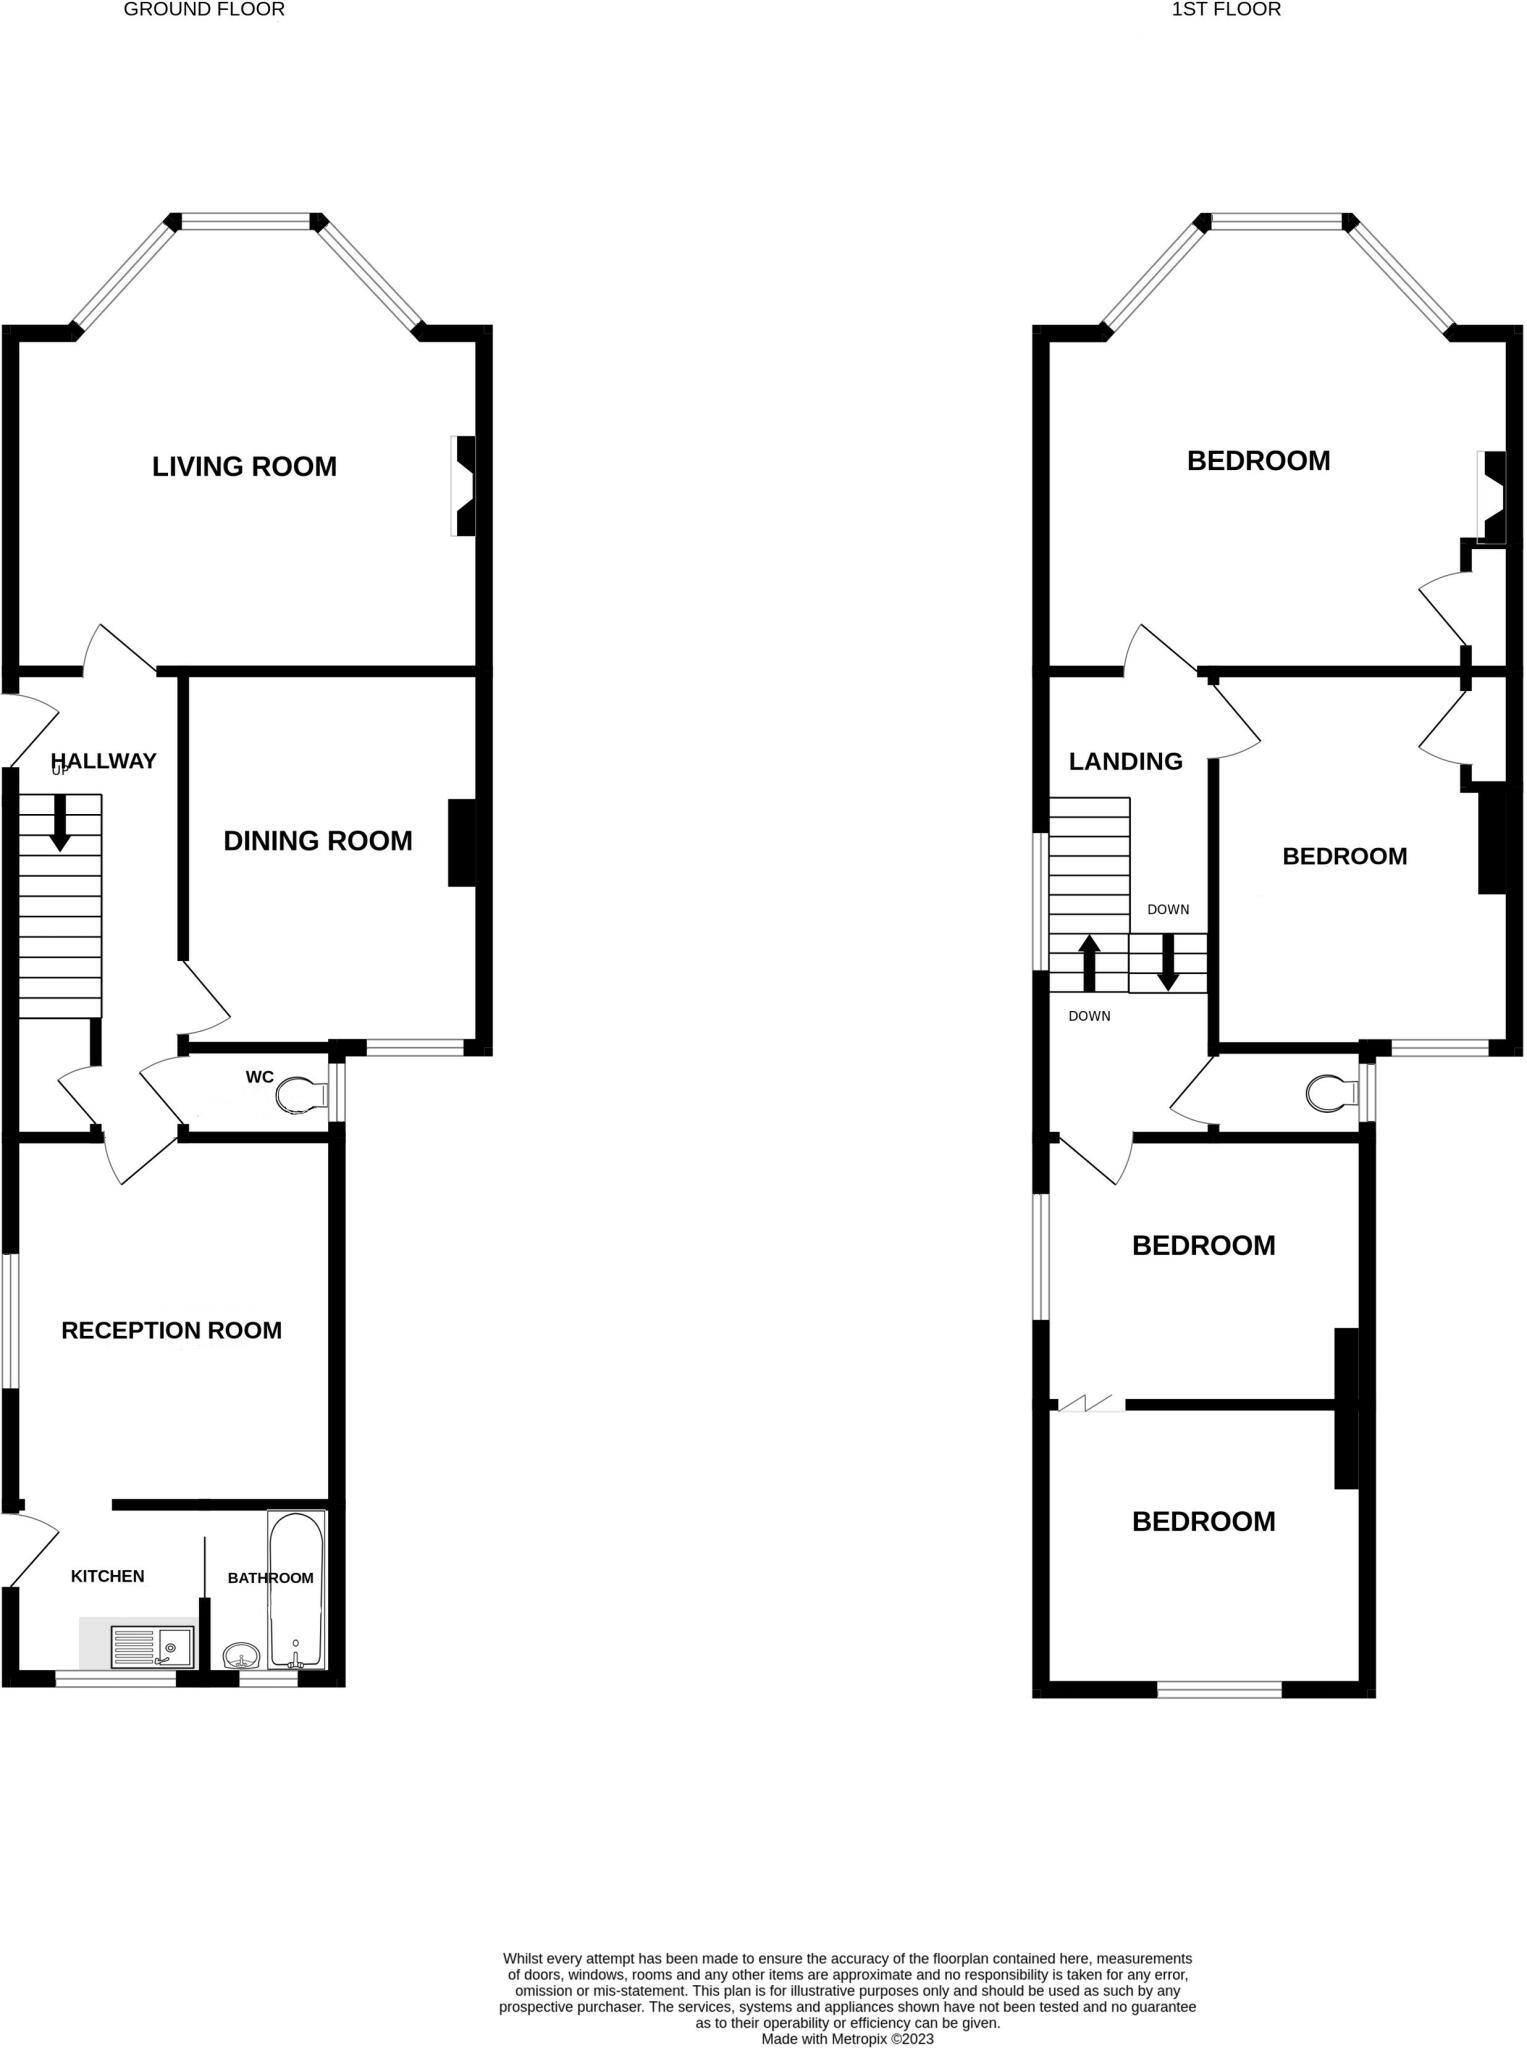 GROUND FLOOR
1ST FLOOR
LIVING ROOM
HALLWAY
UP
DINING ROOM
WC
RECEPTION ROOM
KITCHEN
BATHROOM
BEDROOM
LANDING
BEDROOM
DOWN
DOWN
BEDROOM
BEDROOM
Whilst every attempt has been made to ensure the accuracy of the floorplan contained here, measurements
of doors, windows, rooms and any other items are approximate and no responsibility is taken for any error,
omission or mis-statement. This plan is for illustrative purposes only and should be used as such by any
prospective purchaser. The services, systems and appliances shown have not been tested and no guarantee
as to their operability or efficiency can be given.
Made with Metropix ©2023